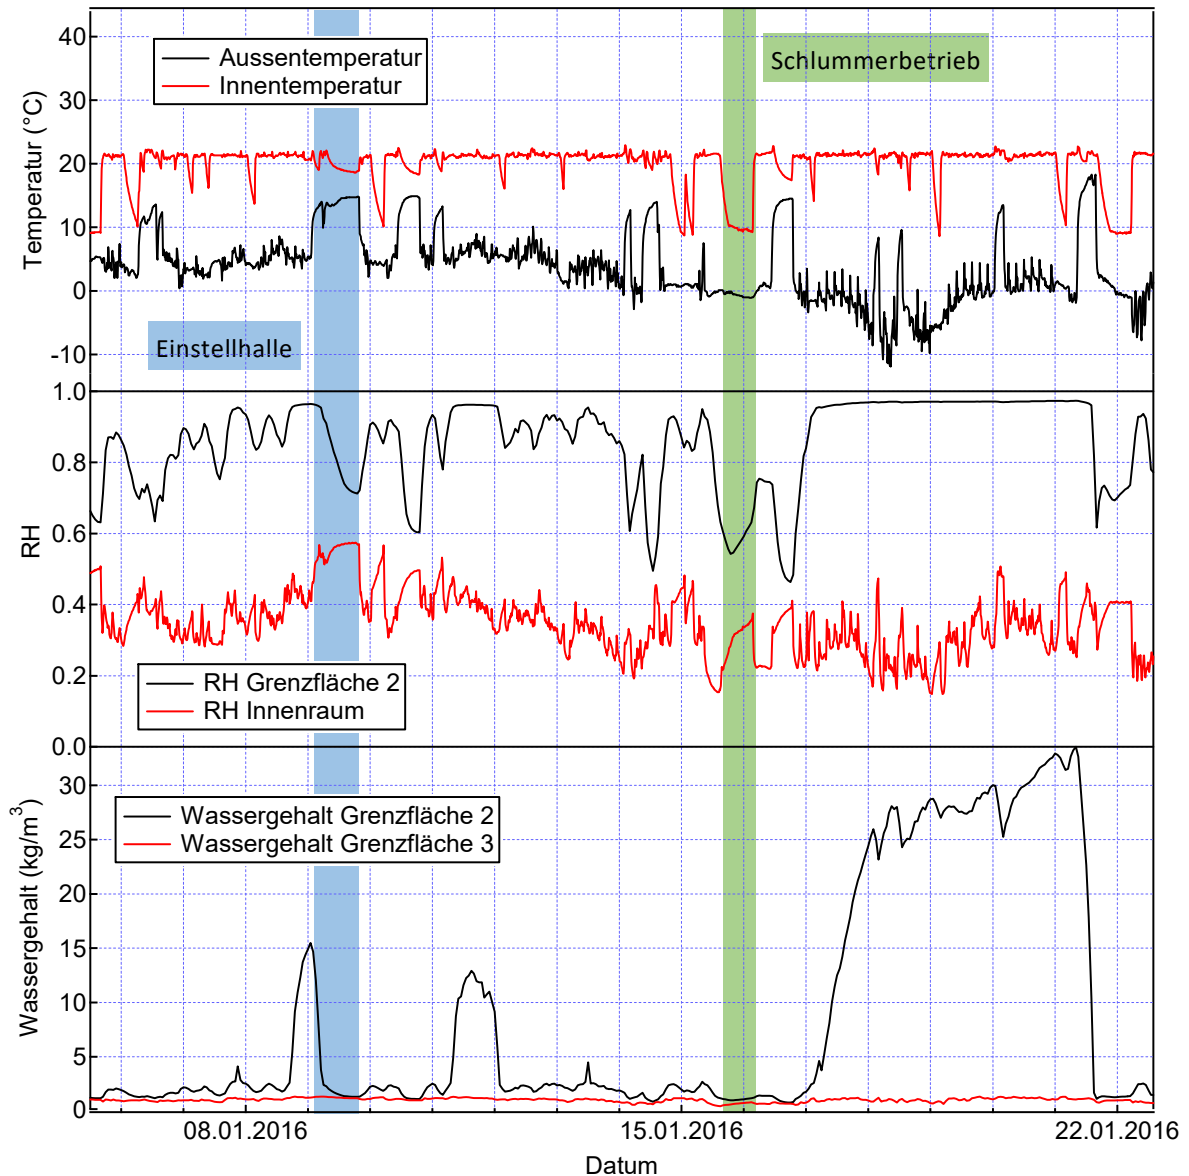 40
30
20
10
0
-10
Temperatur (°C)
Aussentemperatur
Innentemperatur
Schlummerbetrieb
Einstellhalle
1.0
0.8
0.6
0.4
0.2
0.0
RH
RH Grenzfläche 2
RH Innenraum
30
25
20
15
10
5
0
Wassergehalt (kg/m³)
Wassergehalt Grenzfläche 2
Wassergehalt Grenzfläche 3
08.01.2016
15.01.2016
22.01.2016
Datum